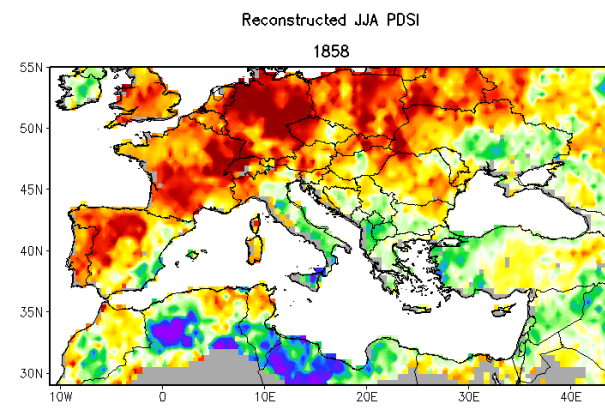 Reconstructed JJA PDSI
1858
55N
50N
45N
40N
35N
30N
10W 0 10E 20E 30E 40E